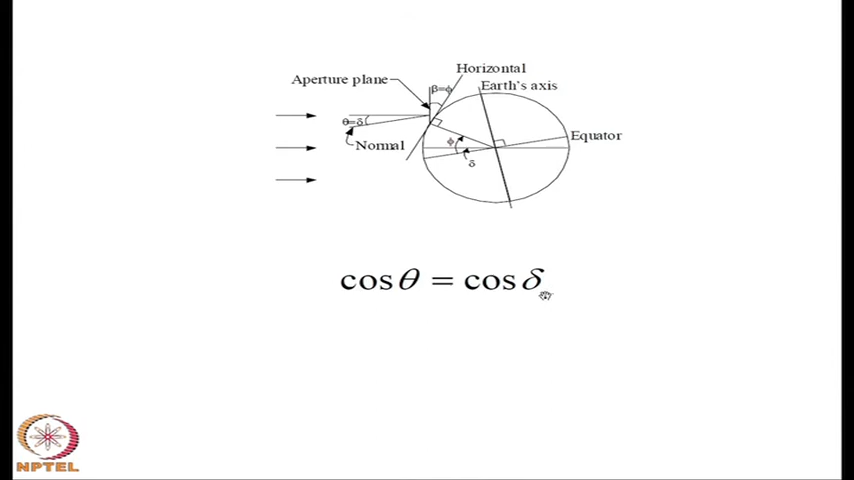 Horizontal
Aperture plane
β=φ
Earth's axis
θ=δ
Equator
Normal
φ
δ
cos θ = cos δ
NPTEL